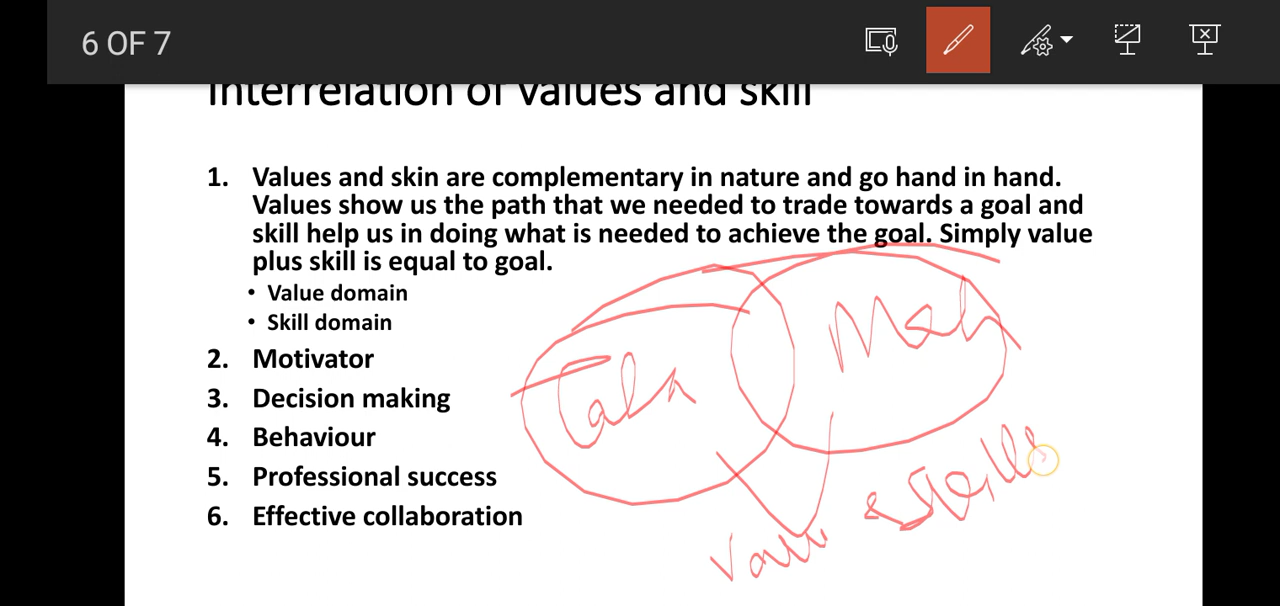 6 OF 7
Interrelation of values and skill
1. Values and skin are complementary in nature and go hand in hand.
Values show us the path that we needed to trade towards a goal and
skill help us in doing what is needed to achieve the goal. Simply value
plus skill is equal to goal.
• Value domain
• Skill domain
2. Motivator
3. Decision making
4. Behaviour
5. Professional success
6. Effective collaboration
& Skills